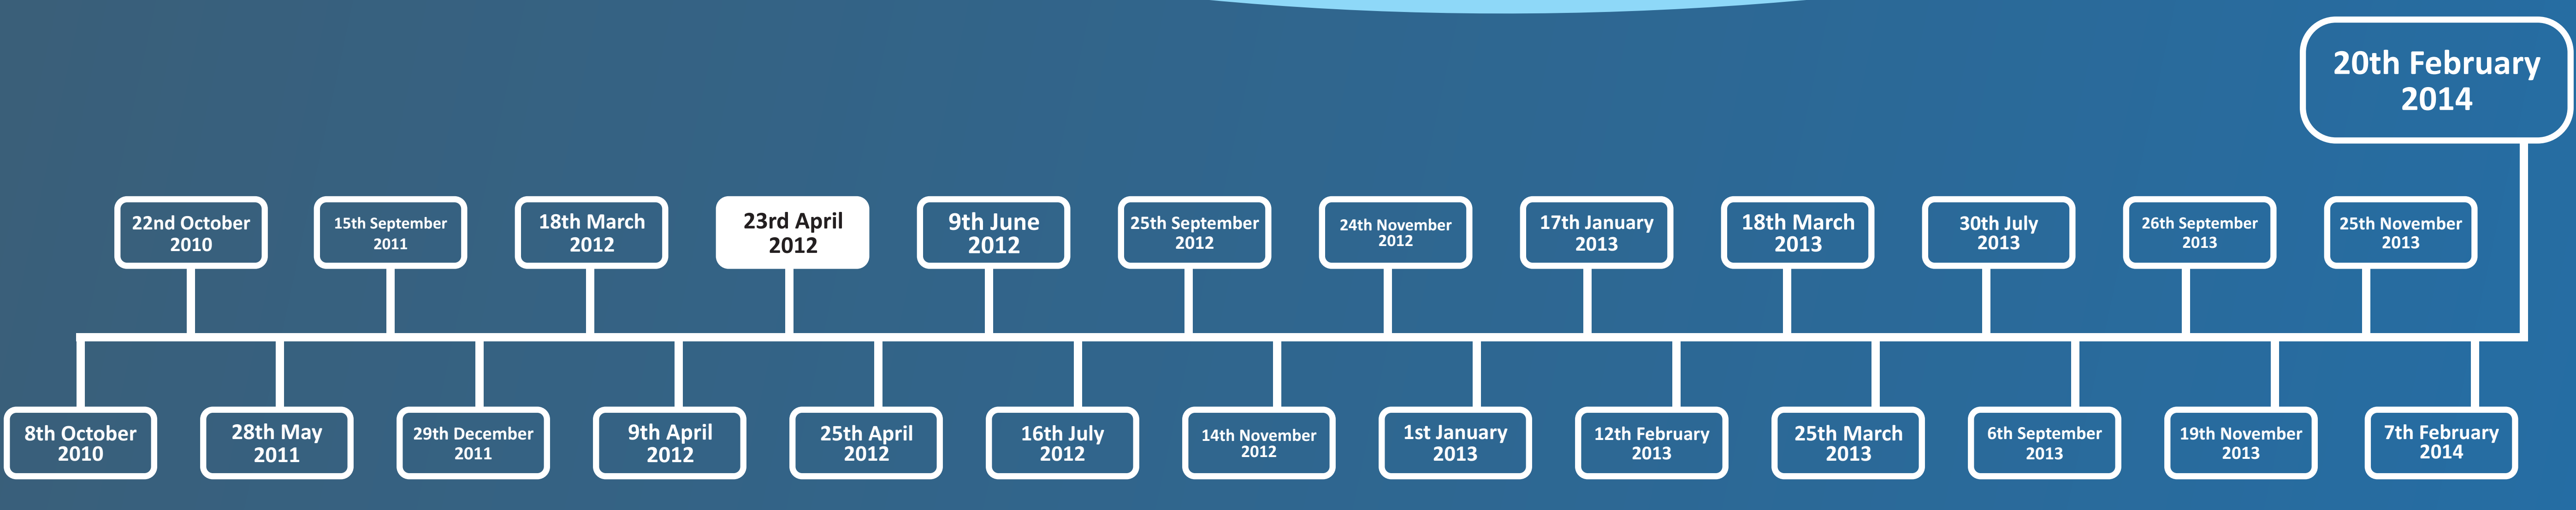 20th February
2014
22nd October
2010
15th September
2011
18th March
2012
23rd April
2012
9th June
2012
25th September
2012
24th November
2012
17th January
2013
18th March
2013
30th July
2013
26th September
2013
25th November
2013
8th October
2010
28th May
2011
29th December
2011
9th April
2012
25th April
2012
16th July
2012
14th November
2012
1st January
2013
12th February
2013
25th March
2013
6th September
2013
19th November
2013
7th February
2014